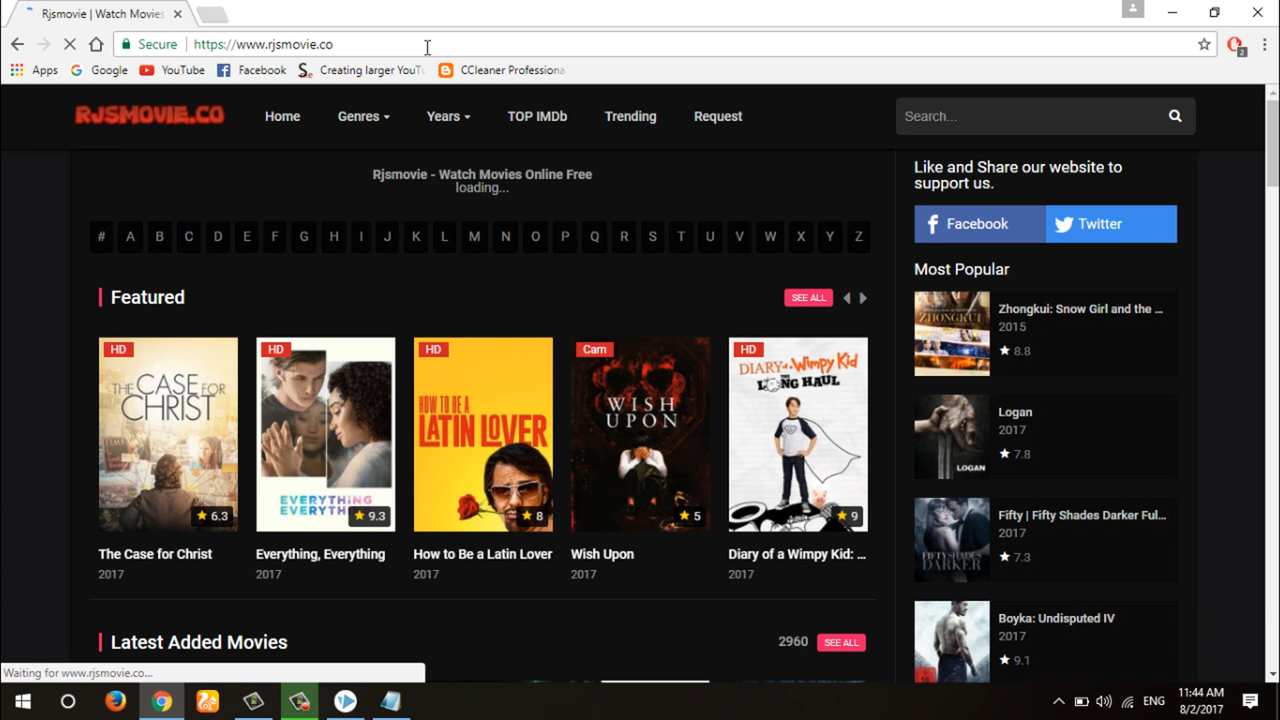 Rjsmovie | Watch Movies
Secure | https://www.rjsmovie.co
2
Apps Google YouTube Facebook Creating larger YouTu CCleaner Professiona
RJSMOVIE.CO Home Genres Years TOP IMDb Trending Request Search...
Rjsmovie - Watch Movies Online Free
loading...
# A B C D E F G H I J K L M N O P Q R S T U V W X Y Z
Featured SEE ALL
HD HD HD Cam HD
THE CASE FOR
CHRIST
EVERYTHING
EVERYTHING
HOW TO BE A
LATIN LOVER
WISH
UPON
DIARY of a Wimpy Kid
THE
LONG HAUL
6.3 9.3 8 5 9
The Case for Christ Everything, Everything How to Be a Latin Lover Wish Upon Diary of a Wimpy Kid: ...
2017 2017 2017 2017 2017
Latest Added Movies 2960 SEE ALL
Like and Share our website to
support us.
Facebook Twitter
Most Popular
ZHONGKUI
Zhongkui: Snow Girl and the ...
2015
8.8
LOGAN
Logan
2017
7.8
FIFTY SHADES
DARKER
Fifty | Fifty Shades Darker Ful...
2017
7.3
Boyka: Undisputed IV
2017
9.1
Waiting for www.rjsmovie.co...
ENG
11:44 AM
8/2/2017